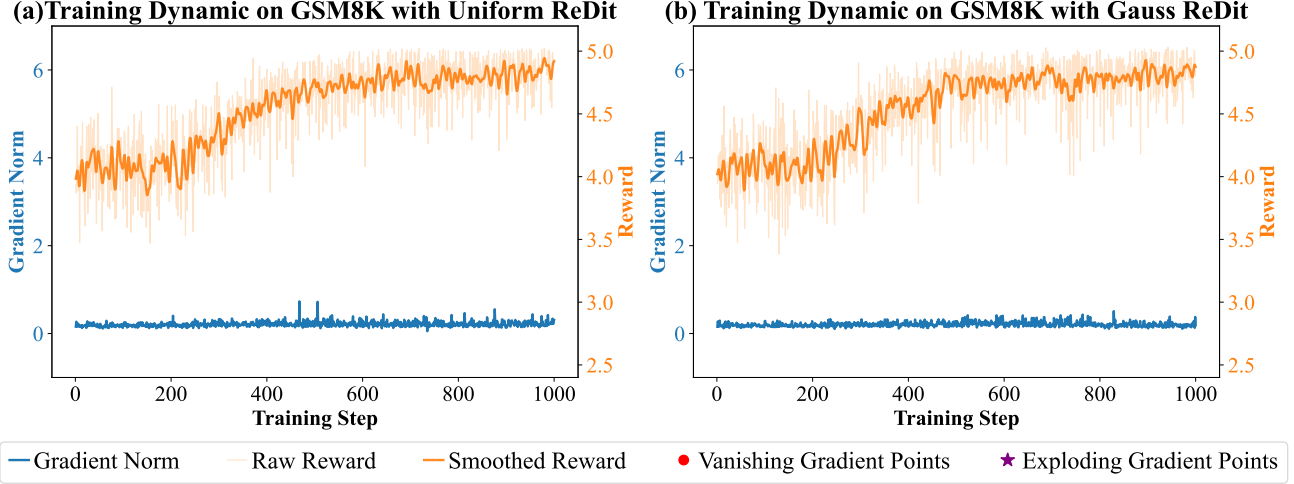 (a)Training Dynamic on GSM8K with Uniform ReDit
6
4
2
0
Gradient Norm
5.0
4.5
4.0
3.5
3.0
2.5
Reward
0 200 400 600 800 1000
Training Step
(b) Training Dynamic on GSM8K with Gauss ReDit
6
4
2
0
Gradient Norm
5.0
4.5
4.0
3.5
3.0
2.5
Reward
0 200 400 600 800 1000
Training Step
Gradient Norm Raw Reward Smoothed Reward Vanishing Gradient Points Exploding Gradient Points